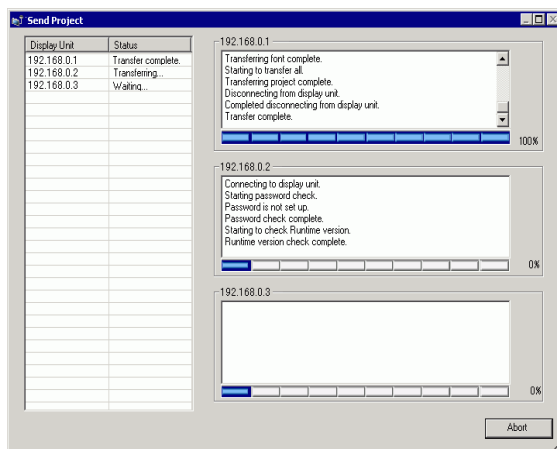 Send Project
Display Unit Status
192.168.0.1 Transfer complete.
192.168.0.2 Transferring...
192.168.0.3 Waiting...
192.168.0.1
Transferring font complete.
Starting to transfer all.
Transferring project complete.
Disconnecting from display unit.
Completed disconnecting from display unit.
Transfer complete.
100%
192.168.0.2
Connecting to display unit.
Starting password check.
Password is not set up.
Password check complete.
Starting to check Runtime version.
Runtime version check complete.
0%
192.168.0.3
0%
Abort